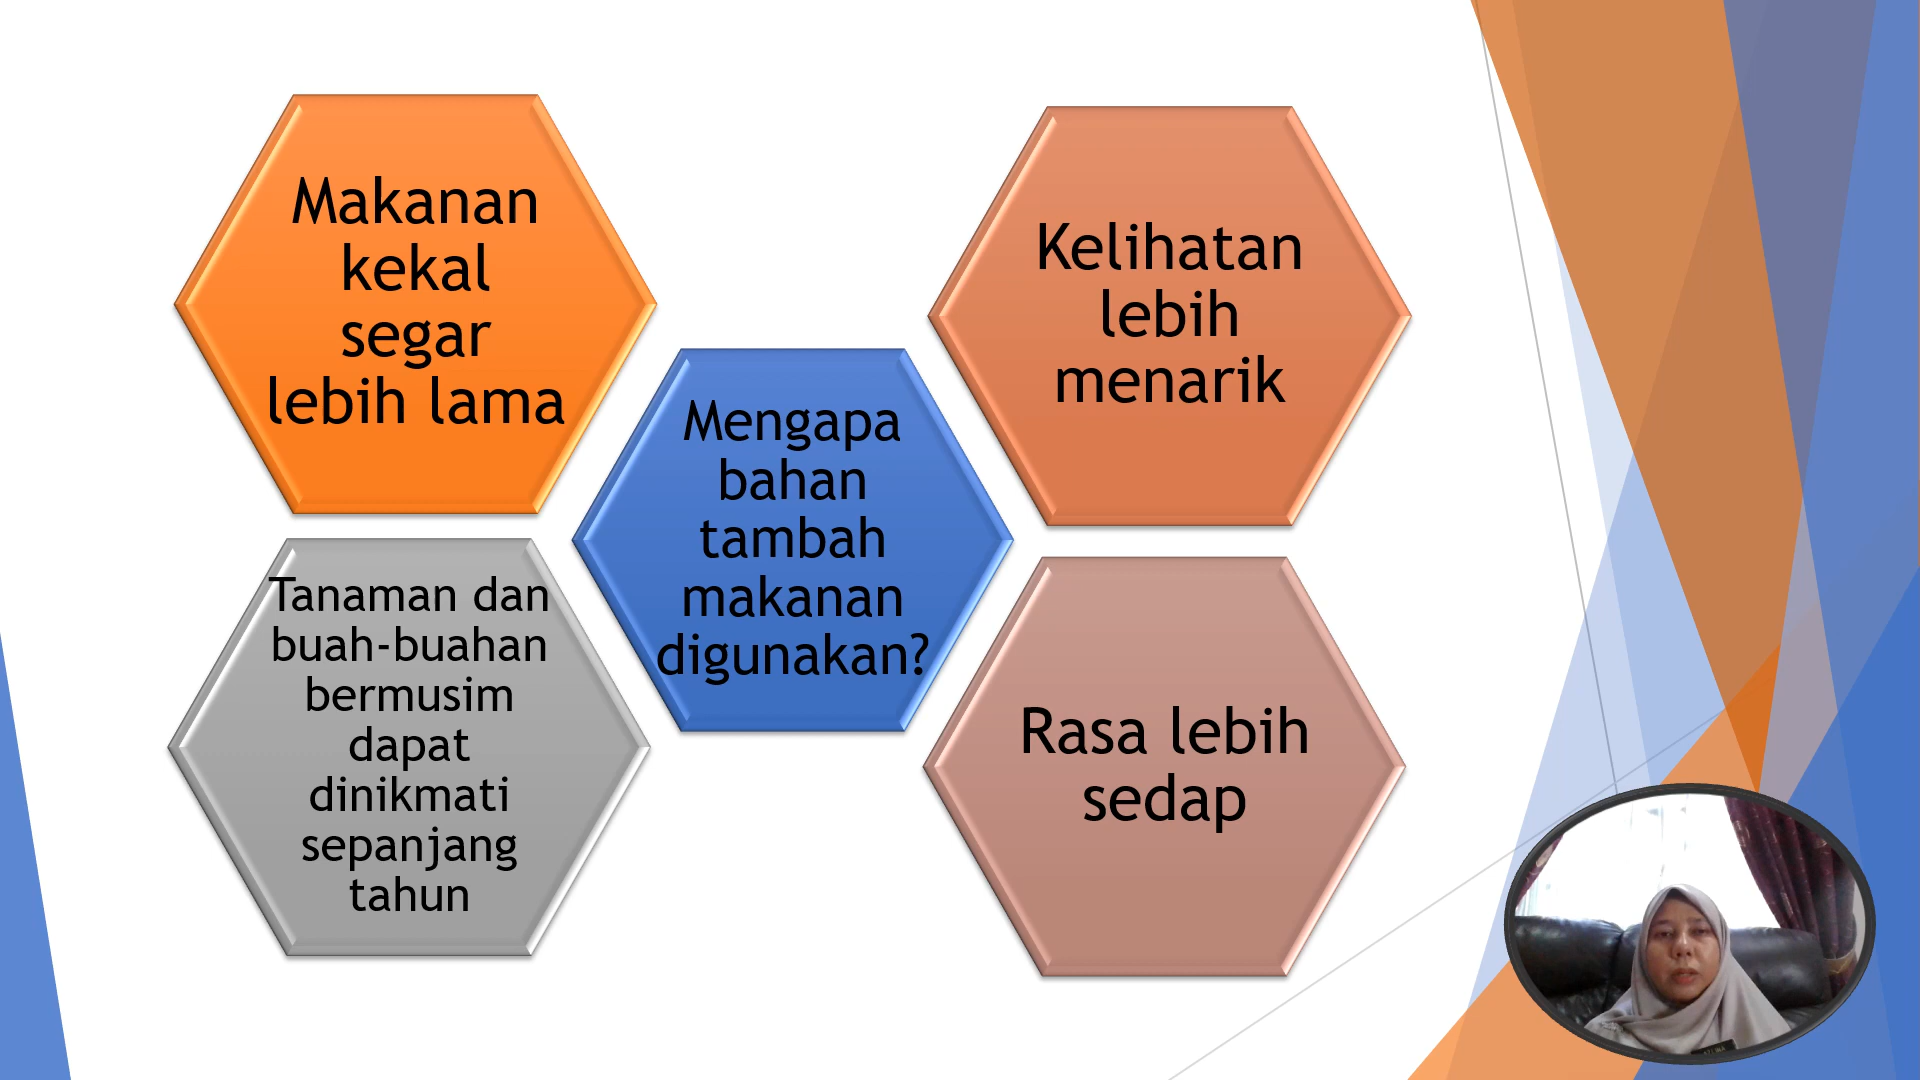 Makanan
kekal
segar
lebih lama
Kelihatan
lebih
menarik
Mengapa
bahan
tambah
makanan
digunakan?
Tanaman dan
buah-buahan
bermusim
dapat
dinikmati
sepanjang
tahun
Rasa lebih
sedap